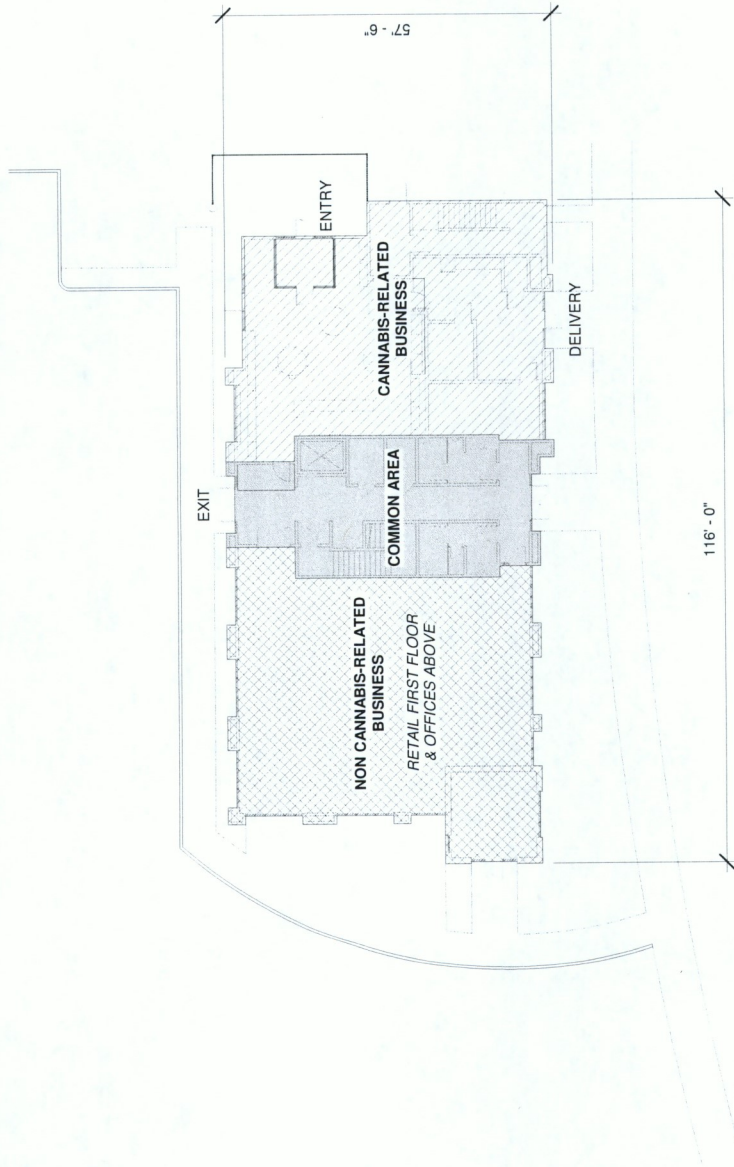 57' - 6"
ENTRY
EXIT
CANNABIS-RELATED
BUSINESS
DELIVERY
COMMON AREA
NON CANNABIS-RELATED
BUSINESS
RETAIL FIRST FLOOR
& OFFICES ABOVE
116' - 0"